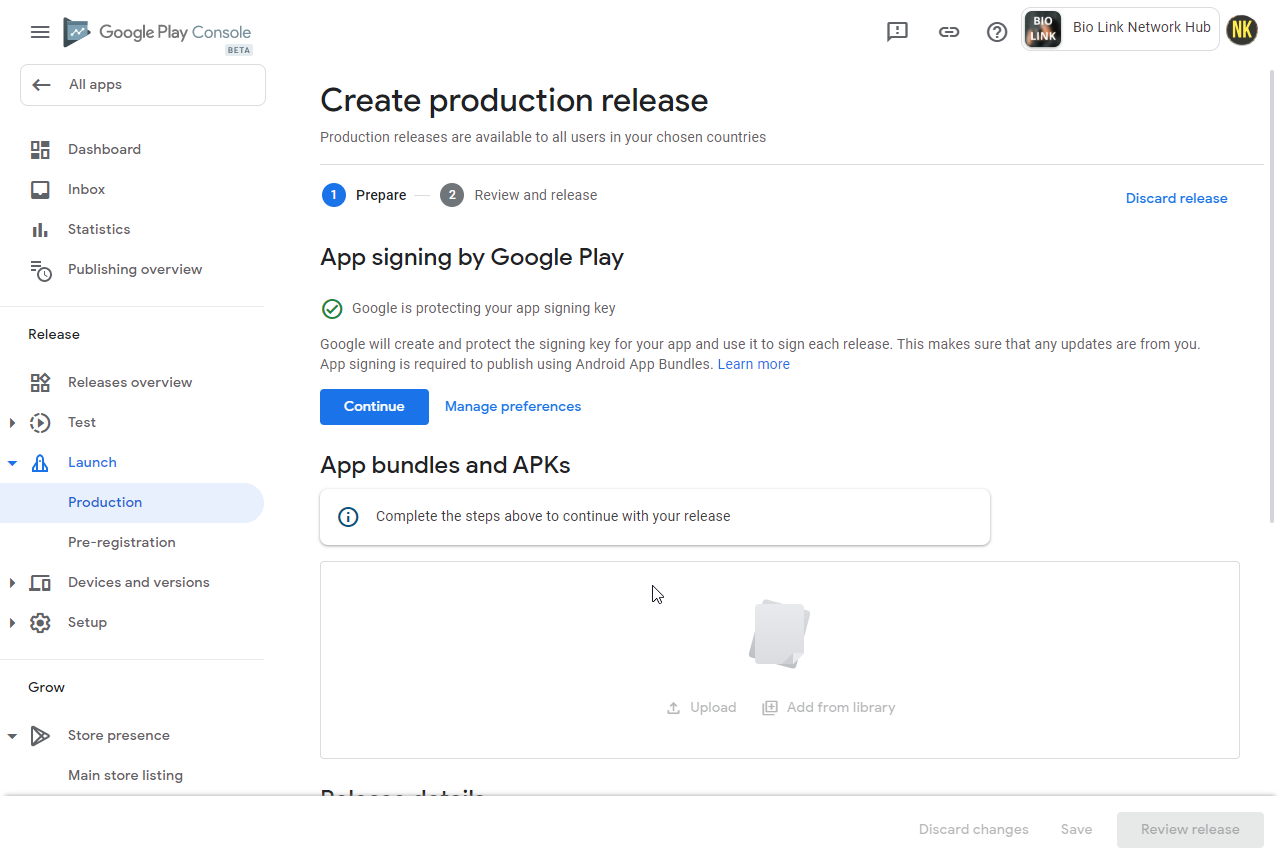 Google Play Console
BETA
BIO
LINK
Bio Link Network Hub
NK
All apps
Dashboard
Inbox
Statistics
Publishing overview
Release
Releases overview
Test
Launch
Production
Pre-registration
Devices and versions
Setup
Grow
Store presence
Main store listing
Create production release
Production releases are available to all users in your chosen countries
1 Prepare 2 Review and release
Discard release
App signing by Google Play
Google is protecting your app signing key
Google will create and protect the signing key for your app and use it to sign each release. This makes sure that any updates are from you.
App signing is required to publish using Android App Bundles. Learn more
Continue Manage preferences
App bundles and APKs
Complete the steps above to continue with your release
Upload Add from library
Release details
Discard changes Save Review release